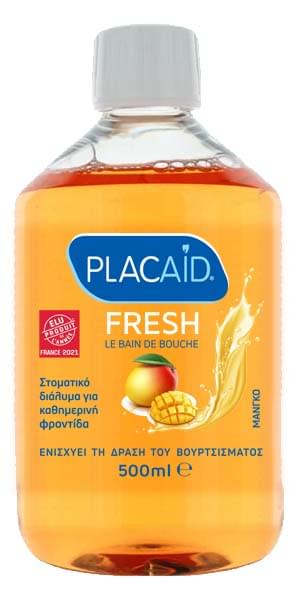 PLACAID®
FRESH
LE BAIN DE BOUCHE
ELU
PRODUIT
DE
L'ANNÉE
FRANCE 2021
Στοματικό
διάλυμα για
καθημερινή
φροντίδα
ΜΑΝΓΚΟ
ΕΝΙΣΧΥΕΙ ΤΗ ΔΡΑΣΗ ΤΟΥ ΒΟΥΡΤΣΙΣΜΑΤΟΣ
500ml ℮